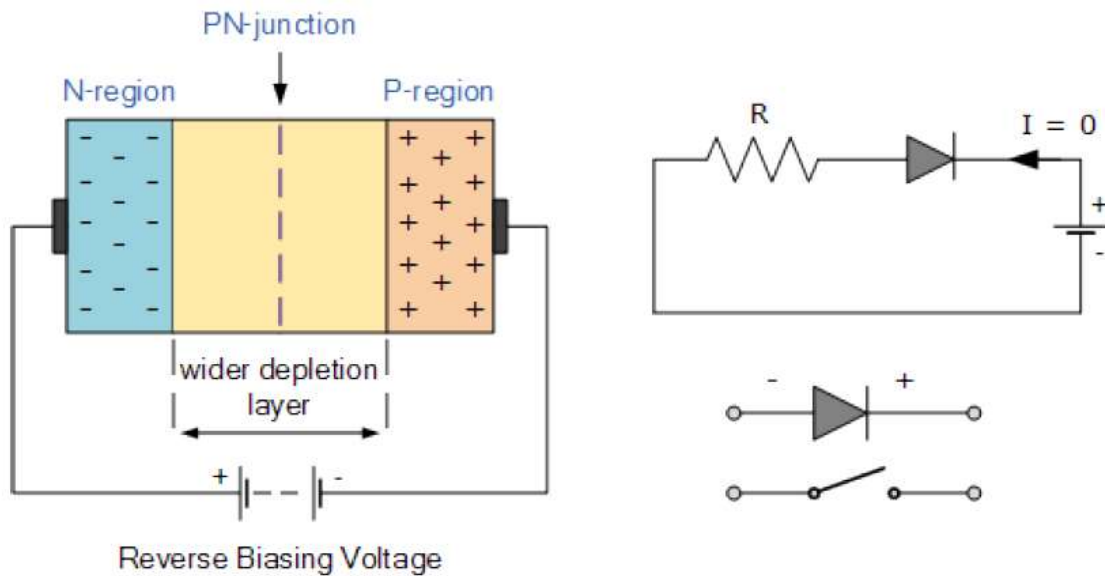 PN-junction
N-region
P-region
- - - - - - - - - - - - -
+ + + + + + + + + + + + +
wider depletion
layer
+ -
Reverse Biasing Voltage
R
I = 0
+
-
- +